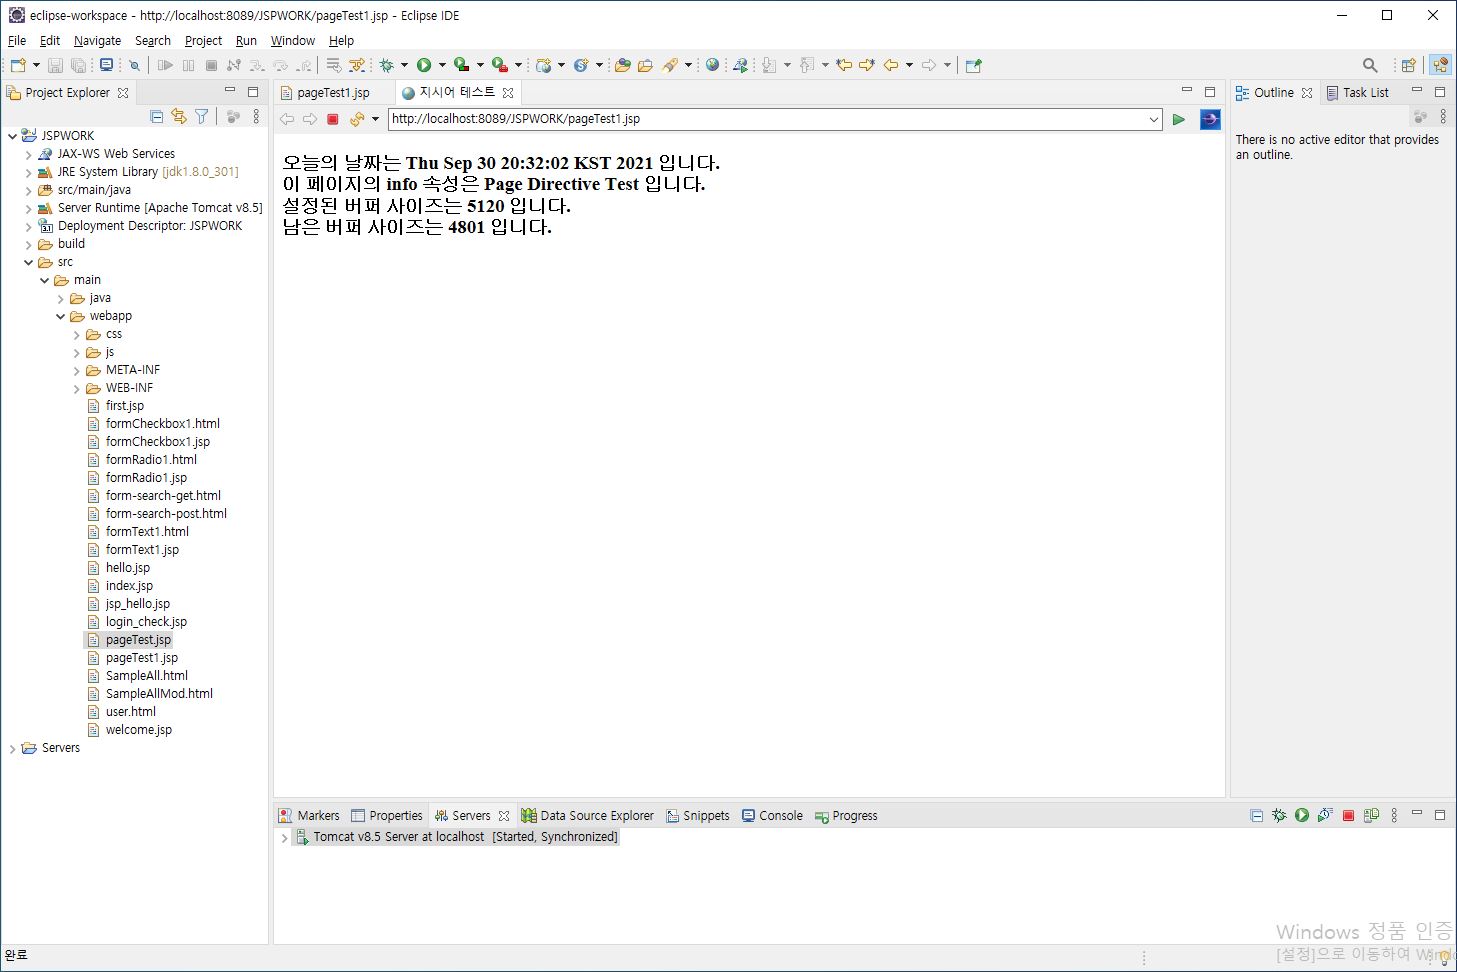 eclipse-workspace - http://localhost:8089/JSPWORK/pageTest1.jsp - Eclipse IDE
File Edit Navigate Search Project Run Window Help
Project Explorer
JSPWORK
JAX-WS Web Services
JRE System Library [jdk1.8.0_301]
src/main/java
Server Runtime [Apache Tomcat v8.5]
Deployment Descriptor: JSPWORK
build
src
main
java
webapp
css
js
META-INF
WEB-INF
first.jsp
formCheckbox1.html
formCheckbox1.jsp
formRadio1.html
formRadio1.jsp
form-search-get.html
form-search-post.html
formText1.html
formText1.jsp
hello.jsp
index.jsp
jsp_hello.jsp
login_check.jsp
pageTest.jsp
pageTest1.jsp
SampleAll.html
SampleAllMod.html
user.html
welcome.jsp
Servers
pageTest1.jsp 지시어 테스트
http://localhost:8089/JSPWORK/pageTest1.jsp
오늘의 날짜는 Thu Sep 30 20:32:02 KST 2021 입니다.
이 페이지의 info 속성은 Page Directive Test 입니다.
설정된 버퍼 사이즈는 5120 입니다.
남은 버퍼 사이즈는 4801 입니다.
Outline Task List
There is no active editor that provides
an outline.
Markers Properties Servers Data Source Explorer Snippets Console Progress
Tomcat v8.5 Server at localhost [Started, Synchronized]
Windows 정품 인증
[설정]으로 이동하여 Windo
완료